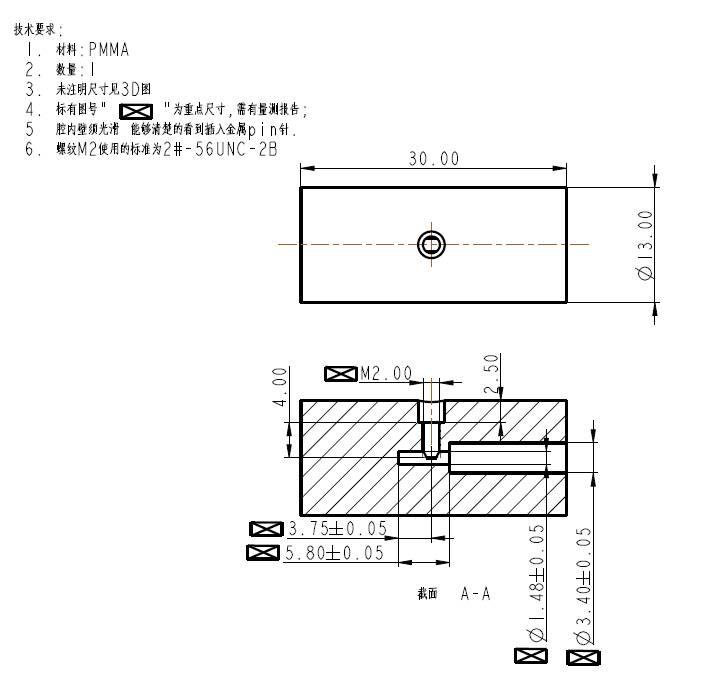 技术要求:
1. 材料:PMMA
2. 数量:1
3. 未注明尺寸见3D图
4. 标有图号" "为重点尺寸,需有量测报告;
5 腔内壁须光滑 能够清楚的看到插入金属pin针.
6. 螺纹M2使用的标准为2#-56UNC-2B
30.00
Ø13.00
M2.00
2.50
4.00
3.75±0.05
5.80±0.05
截面 A-A
Ø1.48±0.05
Ø3.40±0.05